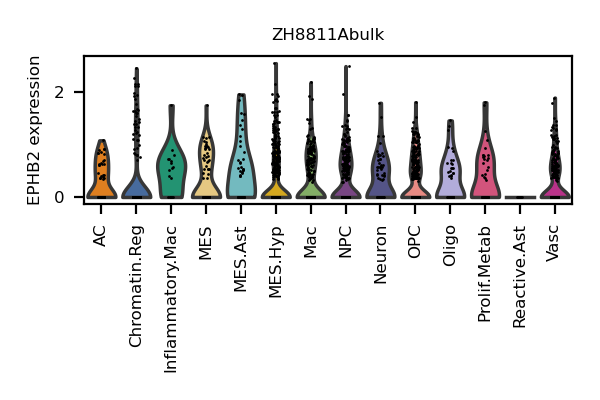 ZH8811Abulk
EPHB2 expression
2
0
AC
Chromatin.Reg
Inflammatory.Mac
MES
MES.Ast
MES.Hyp
Mac
NPC
Neuron
OPC
Oligo
Prolif.Metab
Reactive.Ast
Vasc